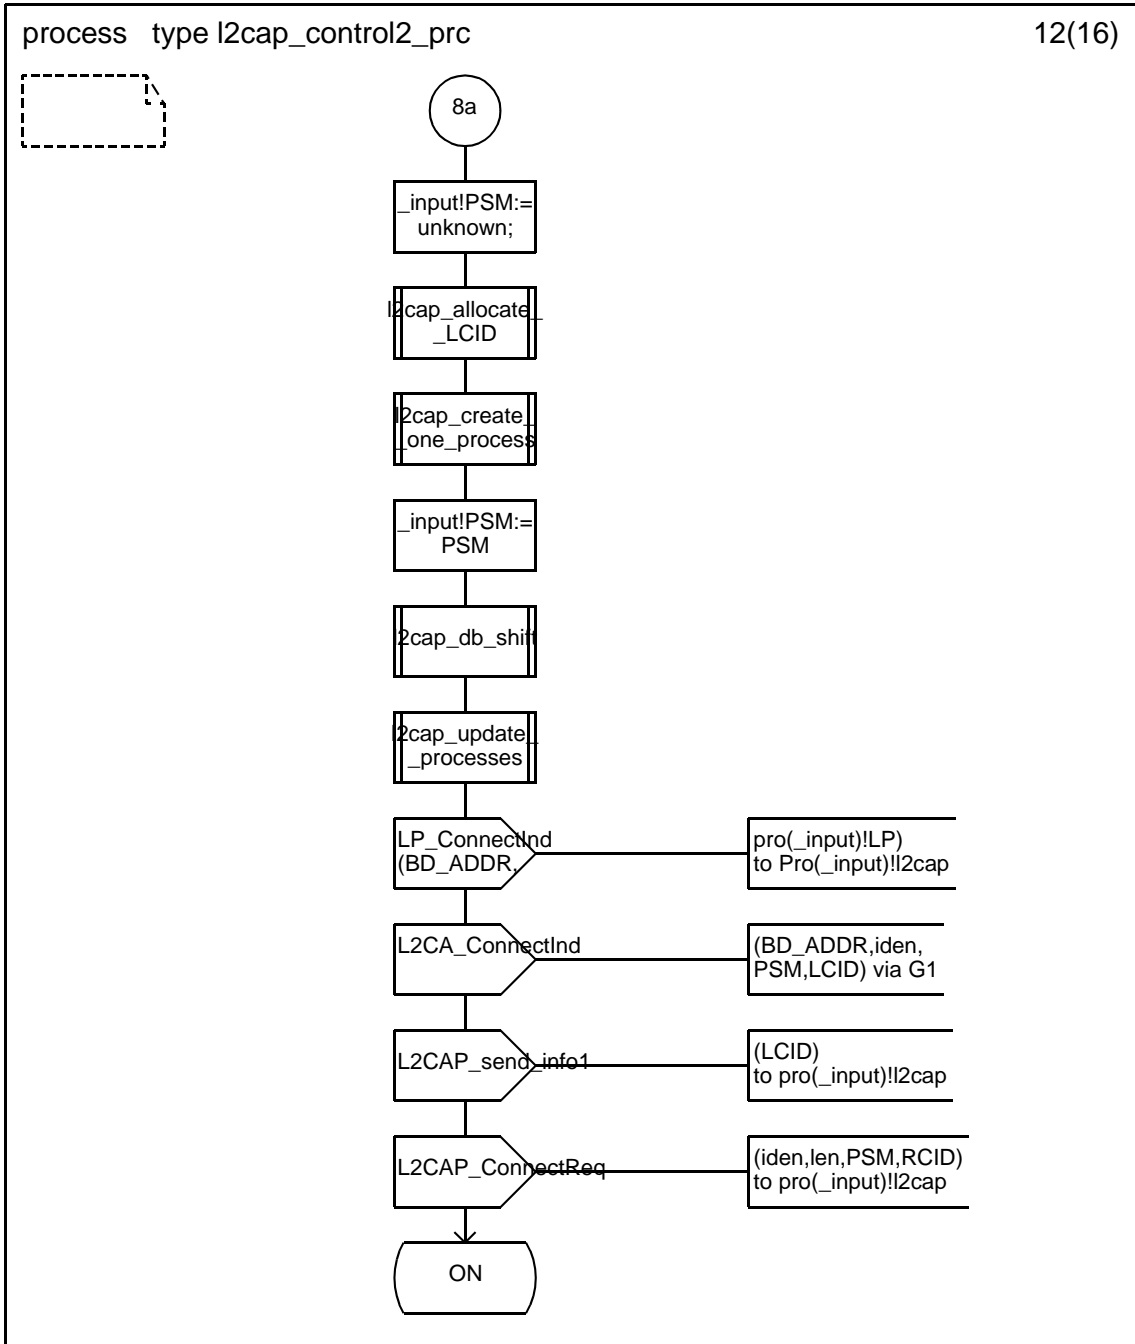 process type l2cap_control2_prc
12(16)
8a
_input!PSM:=
unknown;
l2cap_allocate_
_LCID
l2cap_create_
_one_process
_input!PSM:=
PSM
l2cap_db_shift
l2cap_update_
_processes
LP_ConnectInd
(BD_ADDR,
pro(_input)!LP)
to Pro(_input)!l2cap
L2CA_ConnectInd
(BD_ADDR,iden,
PSM,LCID) via G1
L2CAP_send_info1
(LCID)
to pro(_input)!l2cap
L2CAP_ConnectReq
(iden,len,PSM,RCID)
to pro(_input)!l2cap
ON